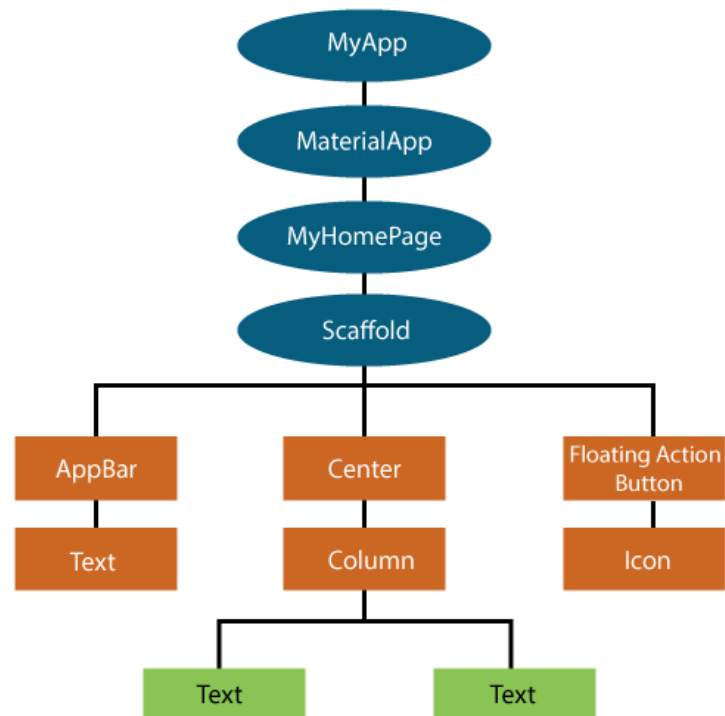 MyApp
MaterialApp
MyHomePage
Scaffold
AppBar
Center
Floating Action
Button
Text
Column
Icon
Text
Text